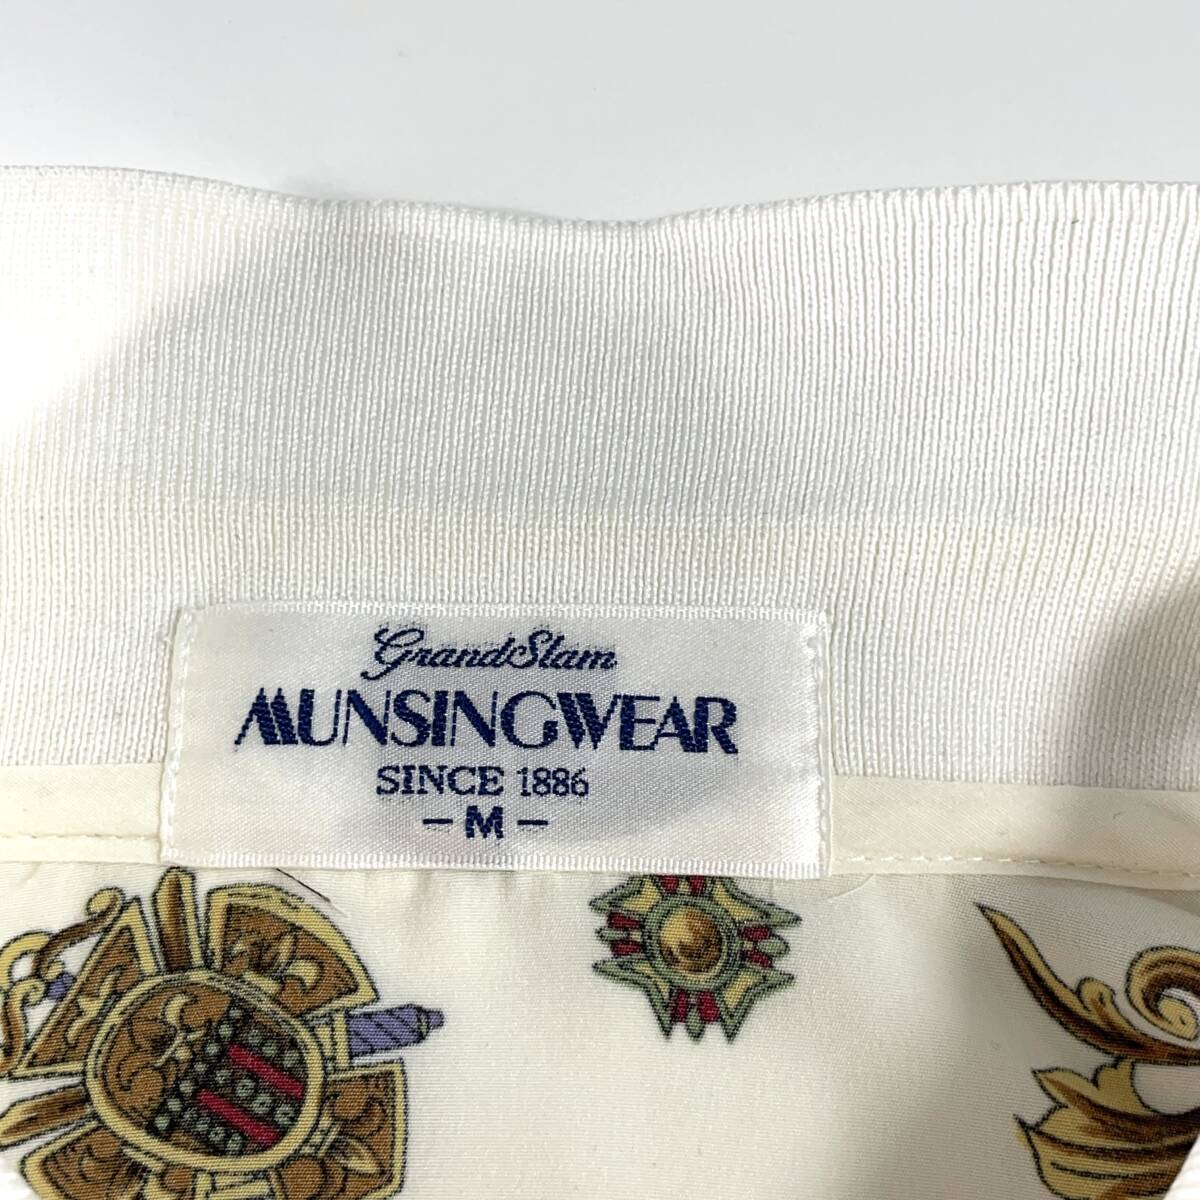 GrandSlam
MUNSINGWEAR
SINCE 1886
- M -